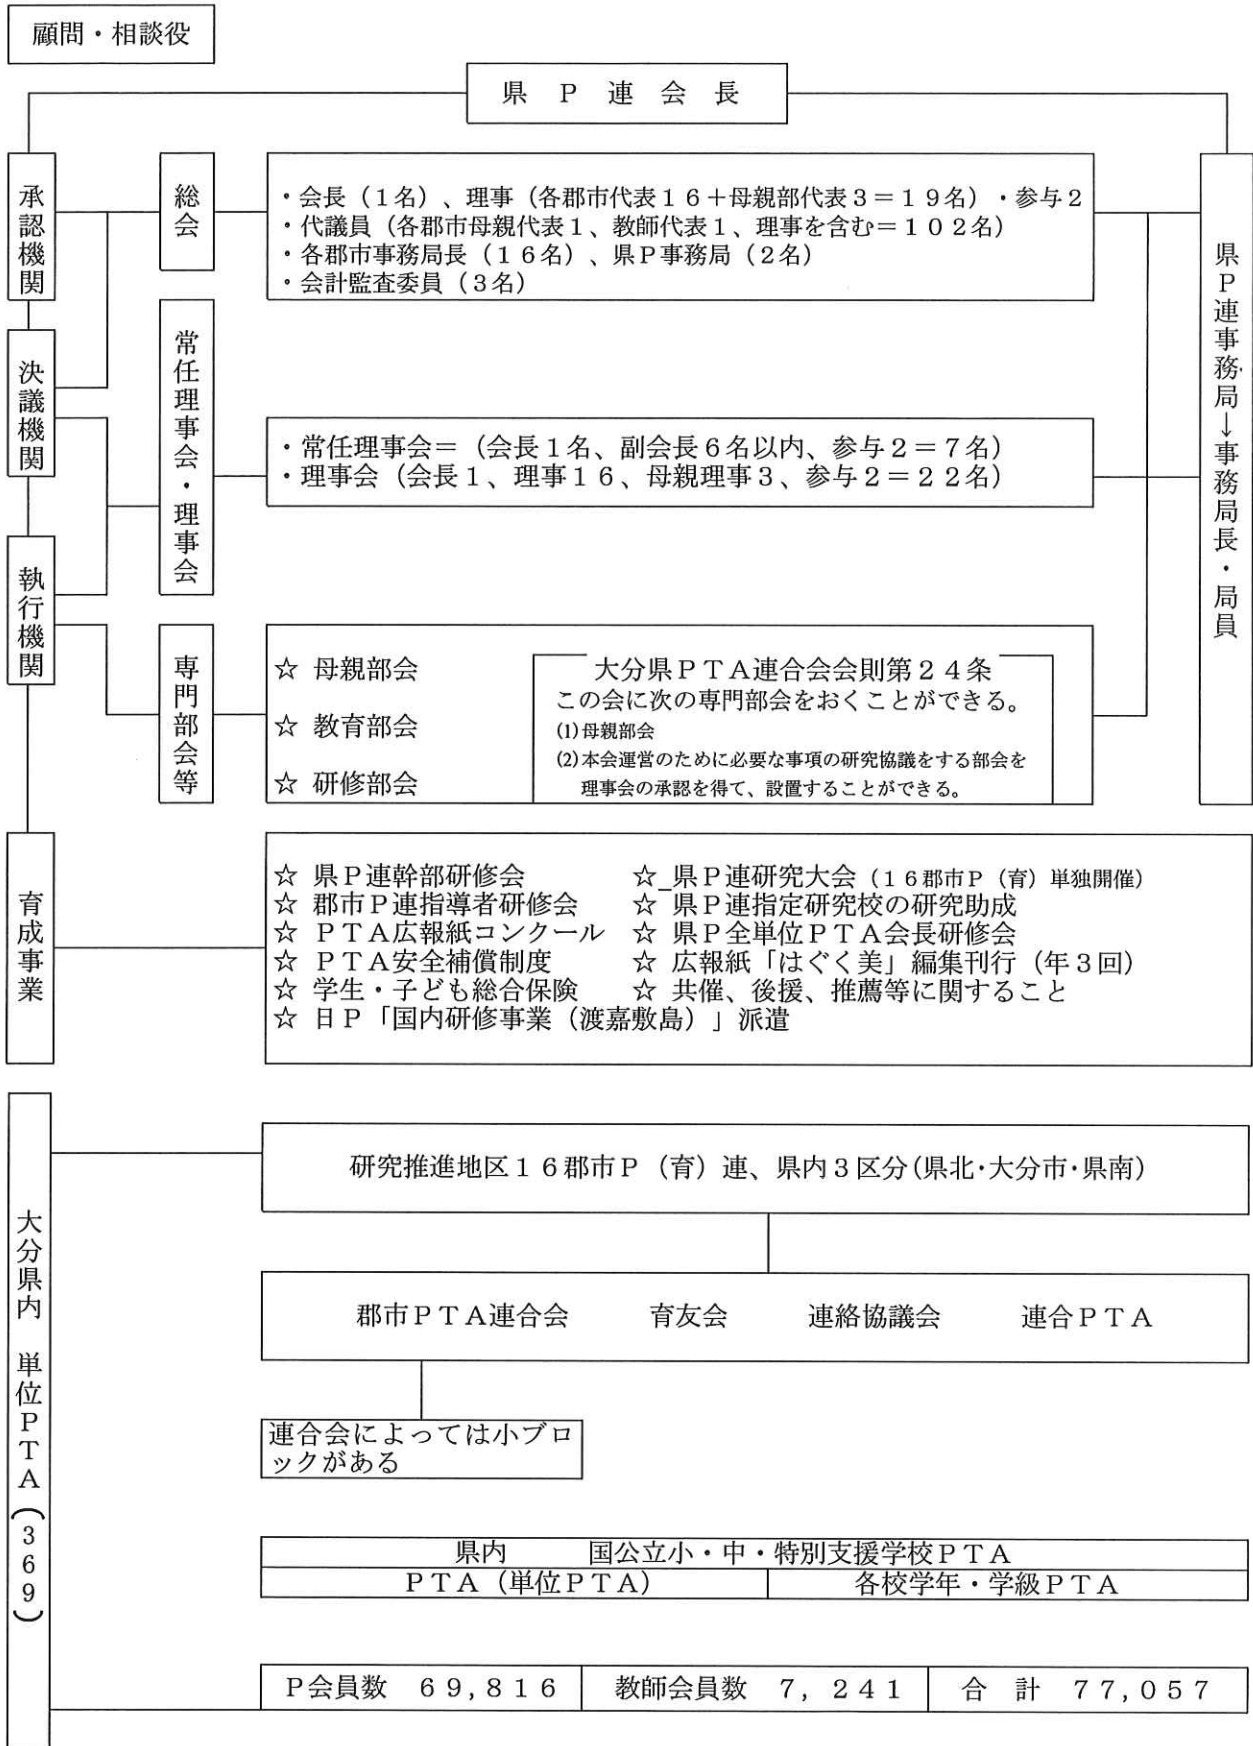 顧問・相談役
県 Ｐ 連 会 長
承認機関
総会
・会長（１名）、理事（各郡市代表１６＋母親部代表３＝１９名）・参与２
・代議員（各郡市母親代表１、教師代表１、理事を含む＝１０２名）
・各郡市事務局長（１６名）、県Ｐ事務局（２名）
・会計監査委員（３名）
県Ｐ連事務局→事務局長・局員
決議機関
常任理事会・理事会
・常任理事会＝（会長１名、副会長６名以内、参与２＝７名）
・理事会（会長１、理事１６、母親理事３、参与２＝２２名）
執行機関
専門部会等
☆ 母親部会
☆ 教育部会
☆ 研修部会
大分県ＰＴＡ連合会会則第２４条
この会に次の専門部会をおくことができる。
(1)母親部会
(2)本会運営のために必要な事項の研究協議をする部会を
理事会の承認を得て、設置することができる。
育成事業
☆ 県Ｐ連幹部研修会 ☆_県Ｐ連研究大会（１６郡市Ｐ（育）単独開催）
☆ 郡市Ｐ連指導者研修会 ☆ 県Ｐ連指定研究校の研究助成
☆ ＰＴＡ広報紙コンクール ☆ 県Ｐ全単位ＰＴＡ会長研修会
☆ ＰＴＡ安全補償制度 ☆ 広報紙「はぐく美」編集刊行（年３回）
☆ 学生・子ども総合保険 ☆ 共催、後援、推薦等に関すること
☆ 日Ｐ「国内研修事業（渡嘉敷島）」派遣
大分県内 単位ＰＴＡ（３６９）
研究推進地区１６郡市Ｐ（育）連、県内３区分（県北・大分市・県南）
郡市ＰＴＡ連合会 育友会 連絡協議会 連合ＰＴＡ
連合会によっては小ブロ
ックがある
県内 国公立小・中・特別支援学校ＰＴＡ
ＰＴＡ（単位ＰＴＡ） 各校学年・学級ＰＴＡ
Ｐ会員数 ６９,８１６ 教師会員数 ７,２４１ 合 計 ７７,０５７